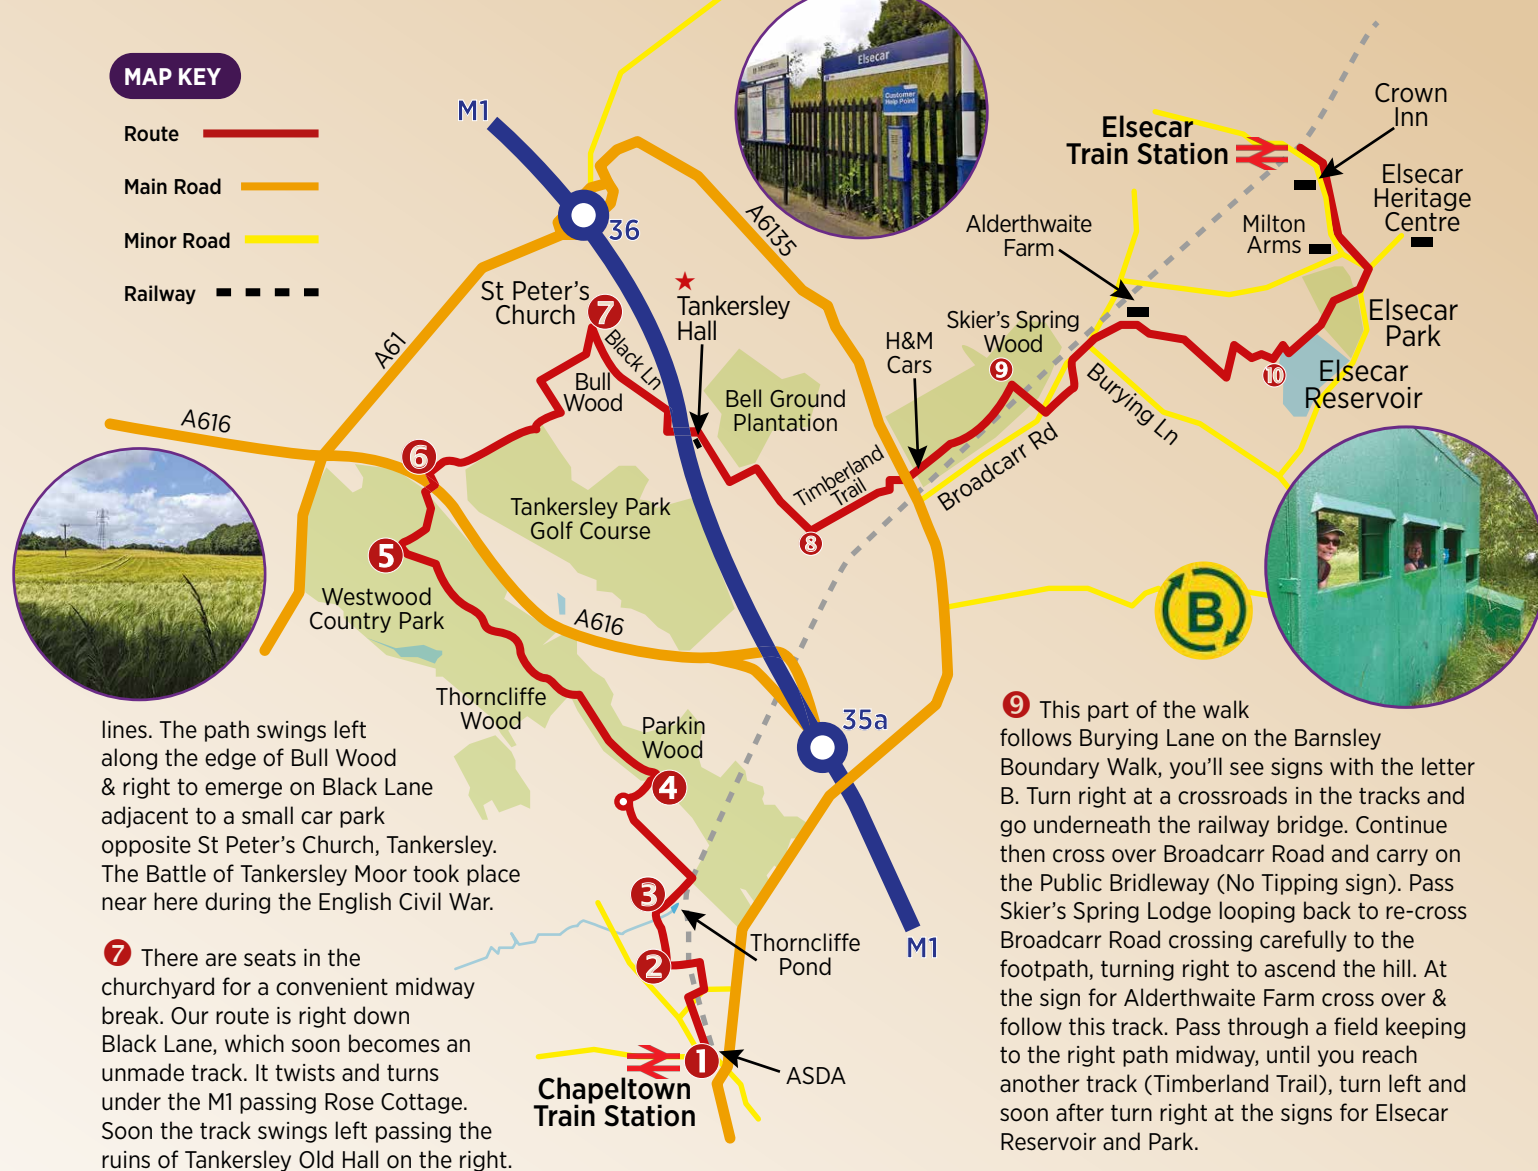 MAP KEY
Route
Main Road
Minor Road
Railway
M1
36
A6135
A61
A616
St Peter's
Church
7
Black Ln
Tankersley
Hall
Bull
Wood
Bell Ground
Plantation
6
5
Tankersley Park
Golf Course
Westwood
Country Park
A616
Thorncliffe
Wood
Parkin
Wood
4
35a
3
2
Thorncliffe
Pond
M1
1
ASDA
Chapeltown
Train Station
Timberland
Trail
8
H&M
Cars
Skier's Spring
Wood
9
Broadcarr Rd
Burying Ln
Alderthwaite
Farm
Elsecar
Train Station
Crown
Inn
Elsecar
Heritage
Centre
Milton
Arms
Elsecar
Park
10
Elsecar
Reservoir
Elsecar
Customer
Help Point
B
lines. The path swings left
along the edge of Bull Wood
& right to emerge on Black Lane
adjacent to a small car park
opposite St Peter's Church, Tankersley.
The Battle of Tankersley Moor took place
near here during the English Civil War.
7 There are seats in the
churchyard for a convenient midway
break. Our route is right down
Black Lane, which soon becomes an
unmade track. It twists and turns
under the M1 passing Rose Cottage.
Soon the track swings left passing the
ruins of Tankersley Old Hall on the right.
9 This part of the walk
follows Burying Lane on the Barnsley
Boundary Walk, you'll see signs with the letter
B. Turn right at a crossroads in the tracks and
go underneath the railway bridge. Continue
then cross over Broadcarr Road and carry on
the Public Bridleway (No Tipping sign). Pass
Skier's Spring Lodge looping back to re-cross
Broadcarr Road crossing carefully to the
footpath, turning right to ascend the hill. At
the sign for Alderthwaite Farm cross over &
follow this track. Pass through a field keeping
to the right path midway, until you reach
another track (Timberland Trail), turn left and
soon after turn right at the signs for Elsecar
Reservoir and Park.